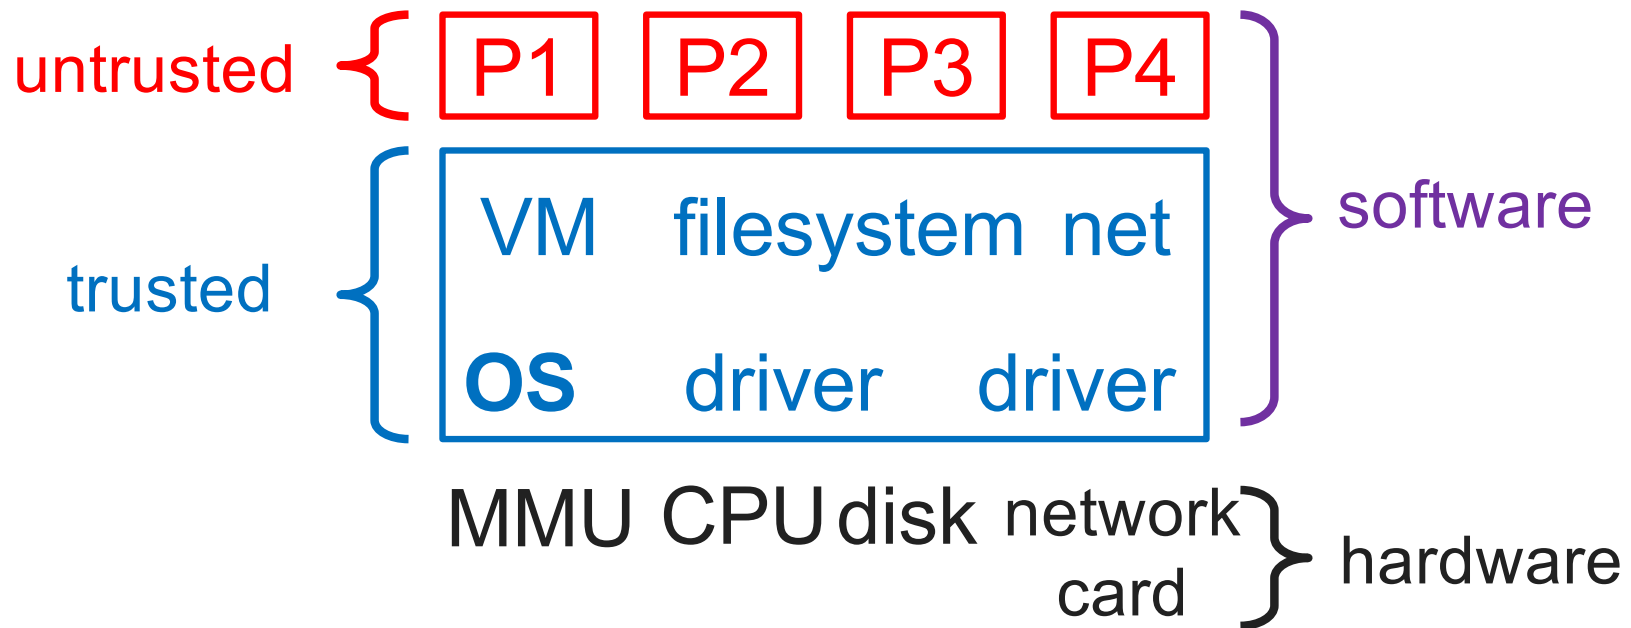 untrusted
P1 P2 P3 P4
software
VM filesystem net
trusted
OS driver driver
MMU CPU disk network card
hardware